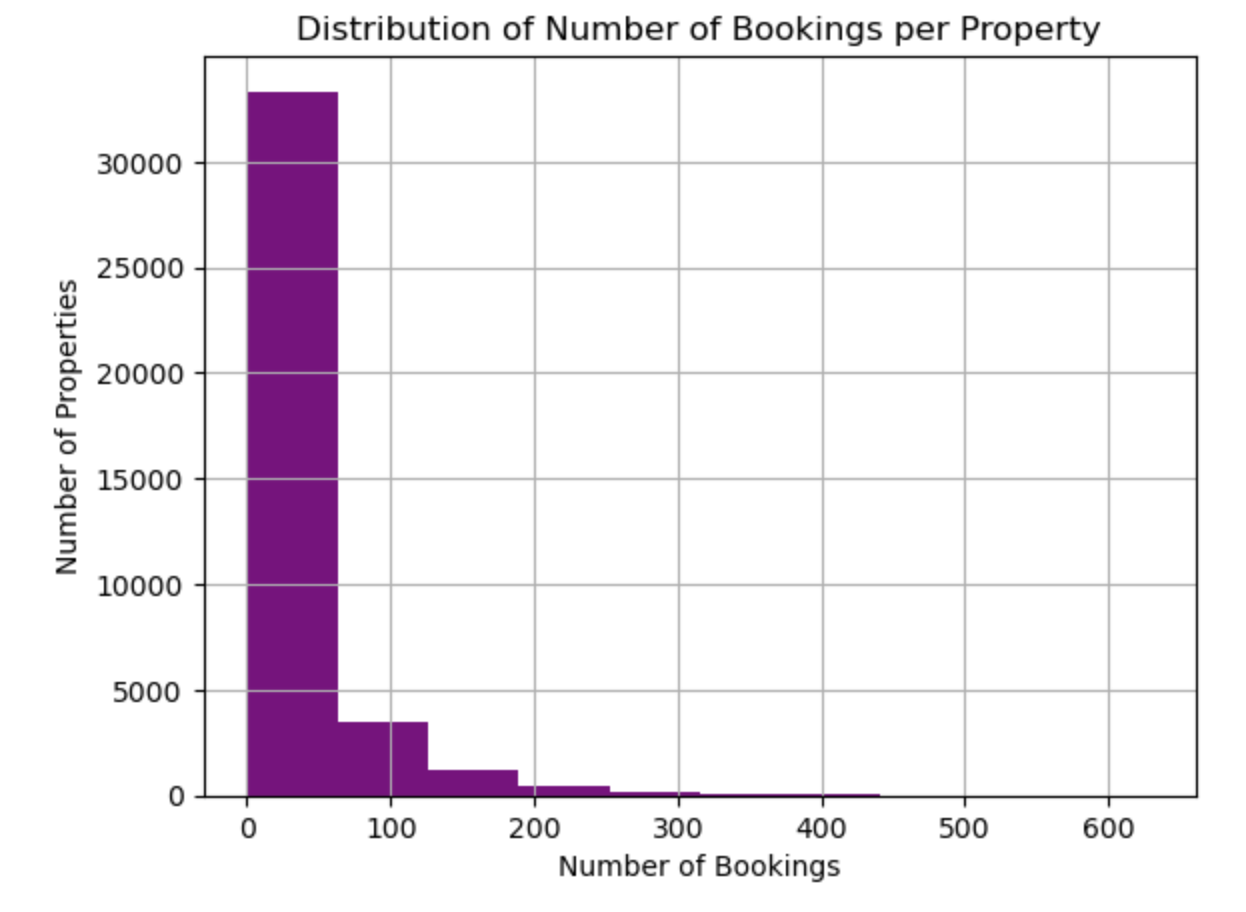 Distribution of Number of Bookings per Property
Number of Properties
30000
25000
20000
15000
10000
5000
0
0 100 200 300 400 500 600
Number of Bookings